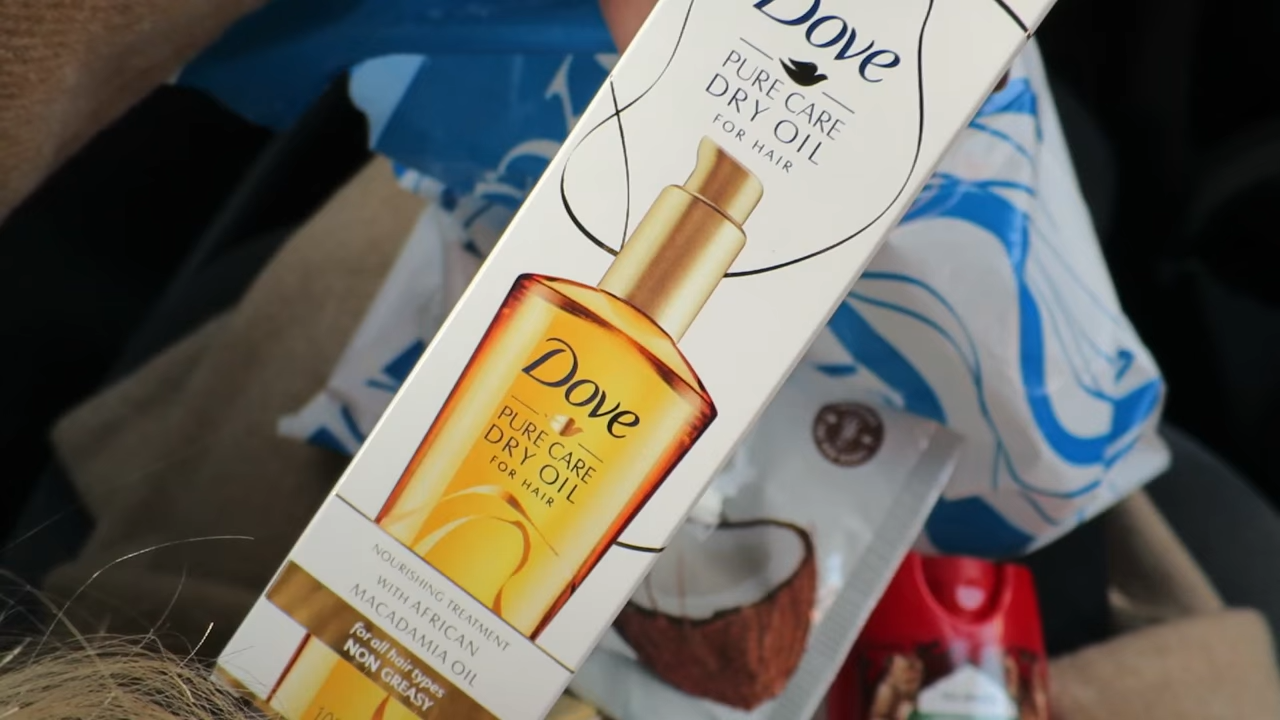 Dove
PURE CARE
DRY OIL
FOR HAIR
Dove
PURE CARE
DRY OIL
FOR HAIR
NOURISHING TREATMENT
WITH AFRICAN
MACADAMIA OIL
for all hair types
NON GREASY